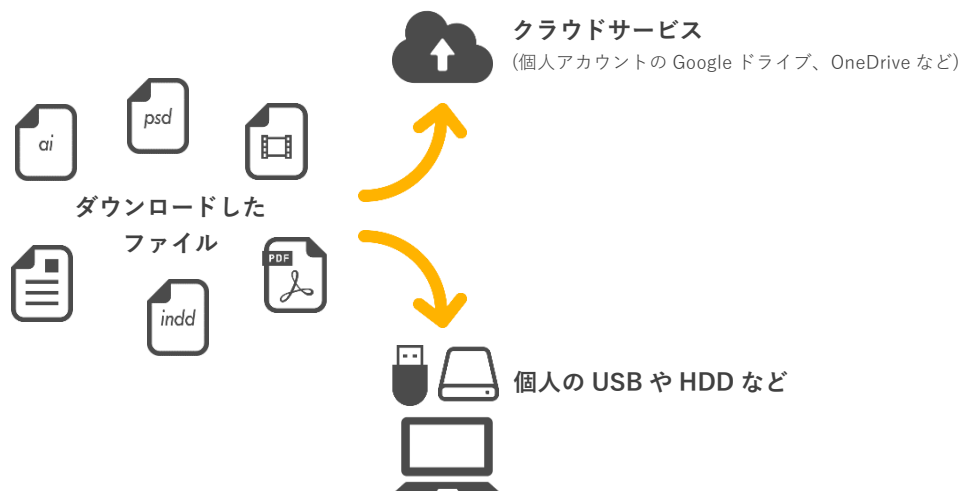 クラウドサービス
(個人アカウントの Google ドライブ、OneDrive など)
ai
psd
ダウンロードした
ファイル
PDF
indd
個人の USB や HDD など